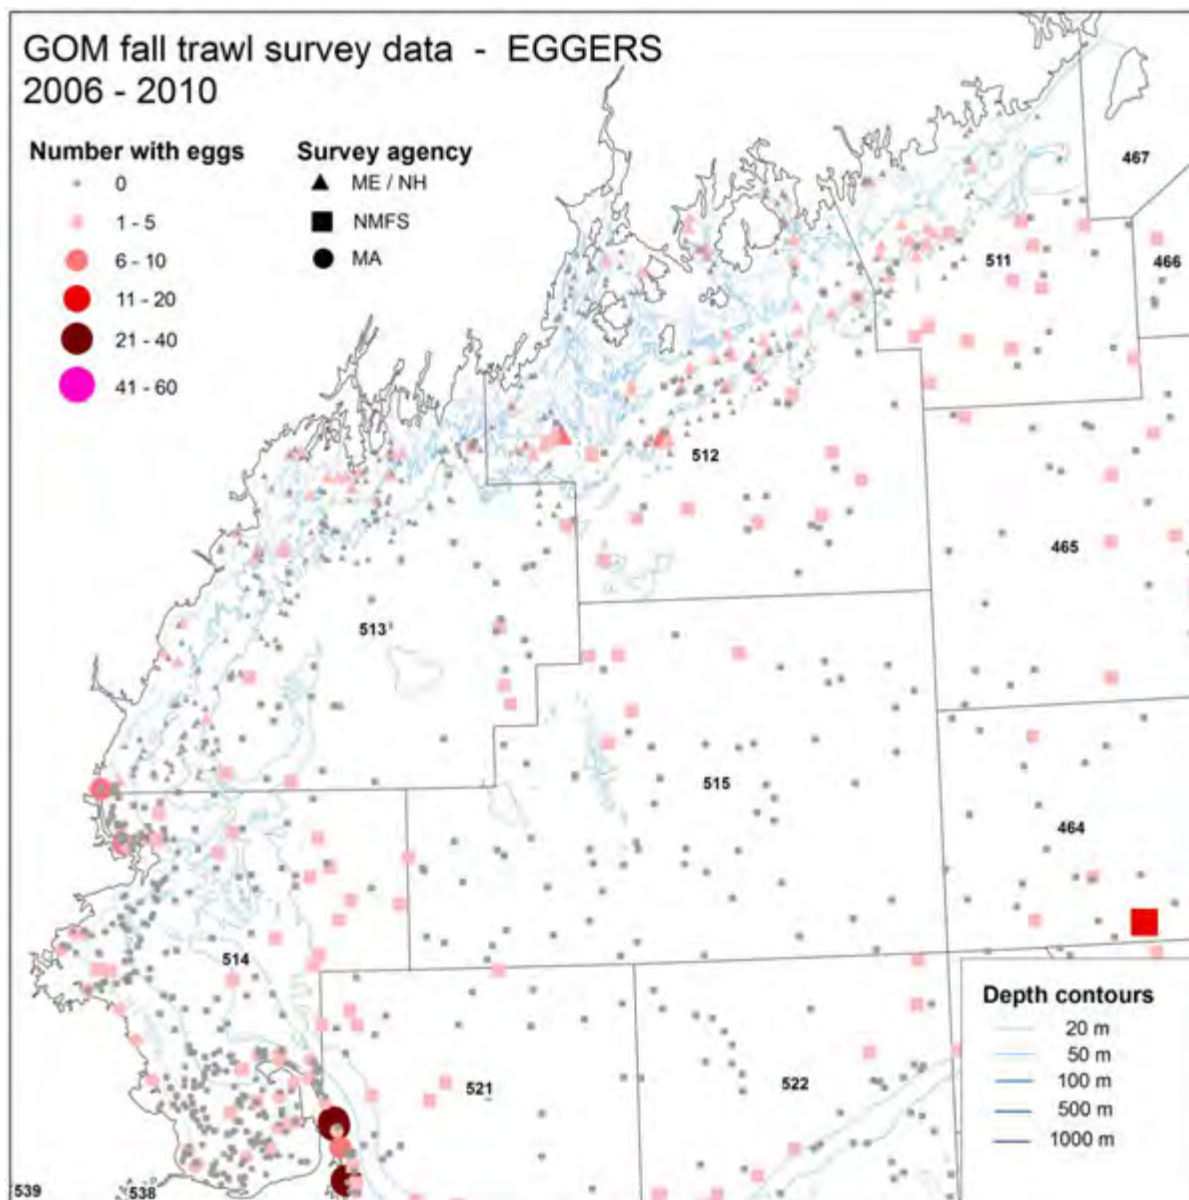 GOM fall trawl survey data - EGGERS
2006 - 2010
Number with eggs
0
1 - 5
6 - 10
11 - 20
21 - 40
41 - 60
Survey agency
ME / NH
NMFS
MA
467
466
511
512
465
513
515
464
514
521
522
539
538
Depth contours
20 m
50 m
100 m
500 m
1000 m